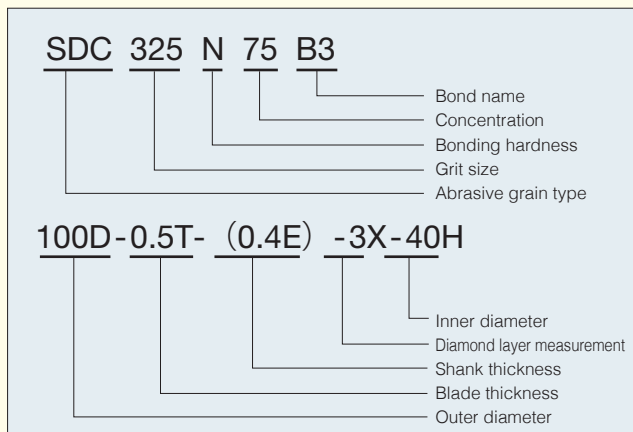 SDC 325 N 75 B3
Bond name
Concentration
Bonding hardness
Grit size
Abrasive grain type
100D-0.5T-（0.4E）-3X-40H
Inner diameter
Diamond layer measurement
Shank thickness
Blade thickness
Outer diameter